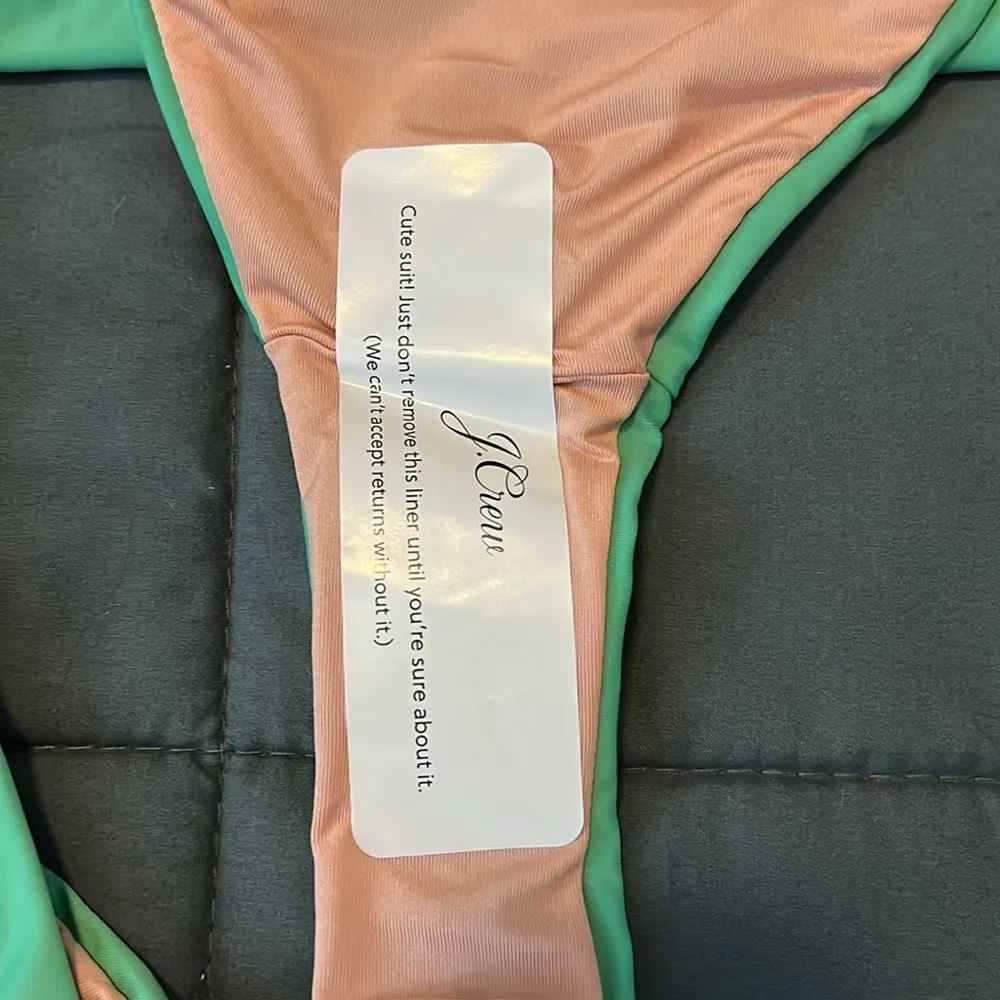 J.Crew
Cute suit! Just don't remove this liner until you're sure about it.
(We can't accept returns without it.)